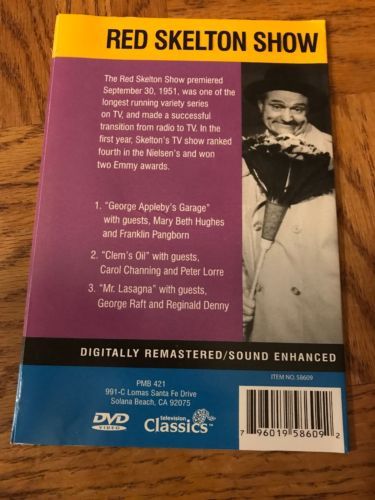 RED SKELTON SHOW
The Red Skelton Show premiered
September 30, 1951, was one of the
longest running variety series
on TV, and made a successful
transition from radio to TV. In the
first year, Skelton's TV show ranked
fourth in the Nielsen's and won
two Emmy awards.
1. "George Appleby's Garage"
with guests, Mary Beth Hughes
and Franklin Pangborn
2. "Clem's Oil" with guests,
Carol Channing and Peter Lorre
3. "Mr. Lasagna" with guests,
George Raft and Reginald Denny
DIGITALLY REMASTERED/SOUND ENHANCED
ITEM NO. 58609
PMB 421
991-C Lomas Santa Fe Drive
Solana Beach, CA 92075
DVD
VIDEO
television
Classics™
7 96019 58609 2